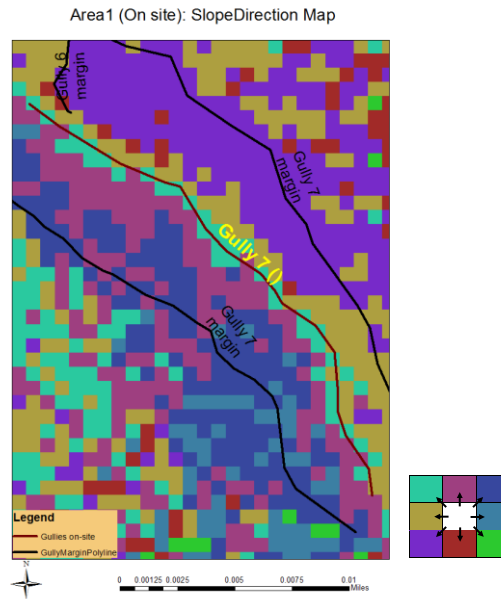 Area1 (On site): SlopeDirection Map
Gully 6
margin
Gully 7
margin
Gully 7 ()
Gully 7
margin
Legend
Gullies on-site
GullyMarginPolyline
N
0 0.00125 0.0025 0.005 0.0075 0.01
Miles